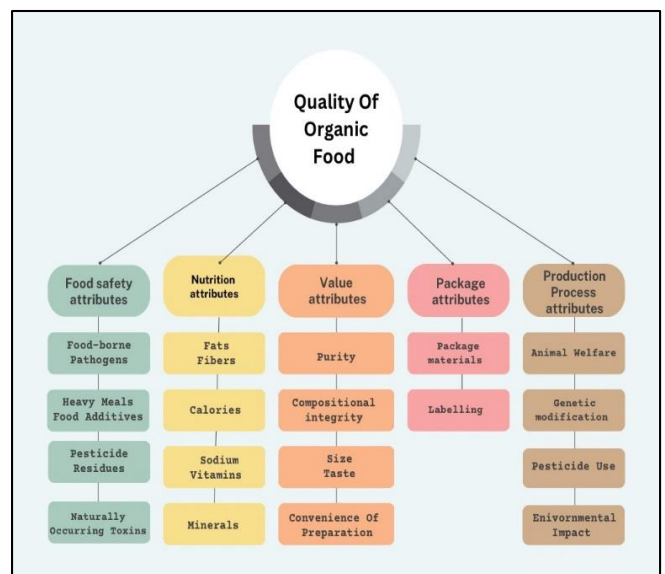 Quality Of
Organic
Food
Food safety
attributes
Food-borne
Pathogens
Heavy Meals
Food Additives
Pesticide
Residues
Naturally
Occurring Toxins
Nutrition
attributes
Fats
Fibers
Calories
Sodium
Vitamins
Minerals
Value
attributes
Purity
Compositional
integrity
Size
Taste
Convenience Of
Preparation
Package
attributes
Package
materials
Labelling
Production
Process
attributes
Animal Welfare
Genetic
modification
Pesticide Use
Enivornmental
Impact